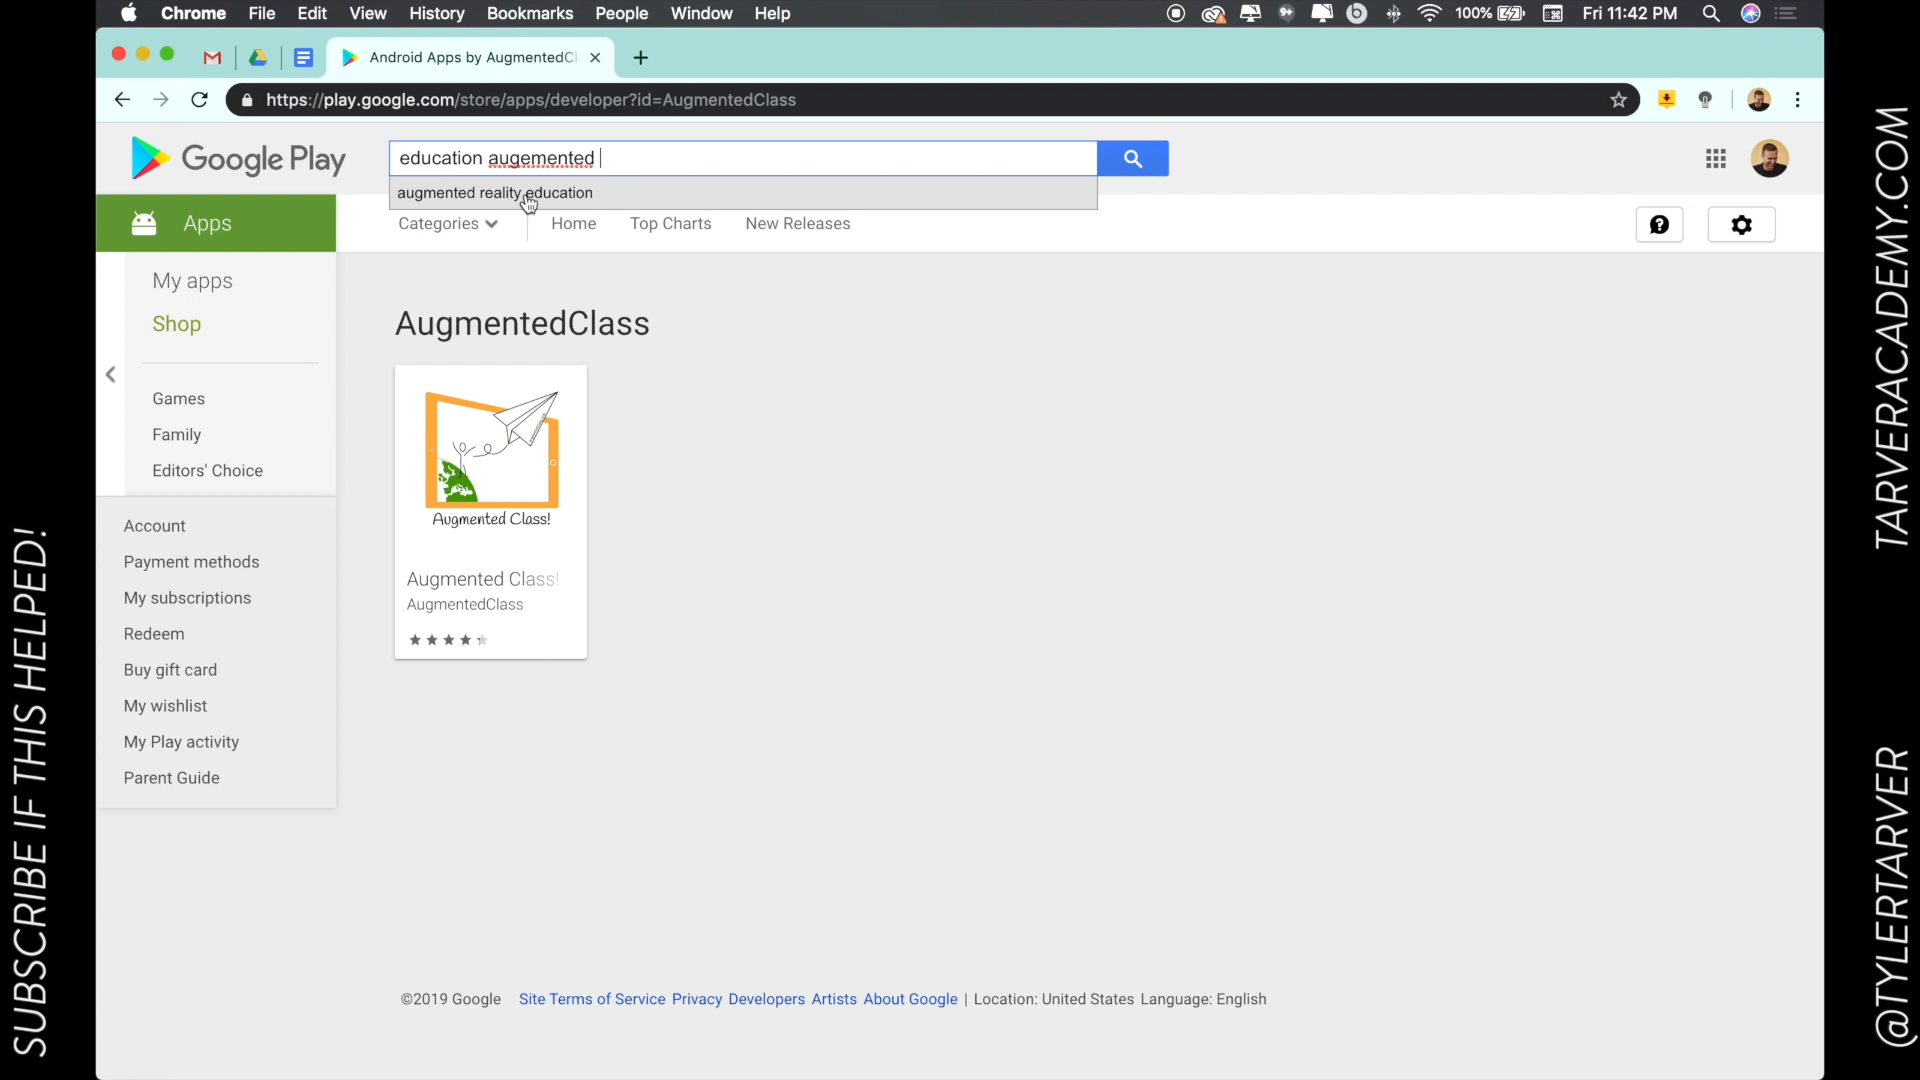 Chrome File Edit View History Bookmarks People Window Help 100% Fri 11:42 PM
Android Apps by AugmentedCl
https://play.google.com/store/apps/developer?id=AugmentedClass
Google Play
education augemented
augmented reality education
Apps
Categories Home Top Charts New Releases
My apps
Shop
Games
Family
Editors' Choice
Account
Payment methods
My subscriptions
Redeem
Buy gift card
My wishlist
My Play activity
Parent Guide
AugmentedClass
Augmented Class!
Augmented Class!
AugmentedClass
©2019 Google Site Terms of Service Privacy Developers Artists About Google | Location: United States Language: English
SUBSCRIBE IF THIS HELPED!
TARVERACADEMY.COM
@TYLERTARVER